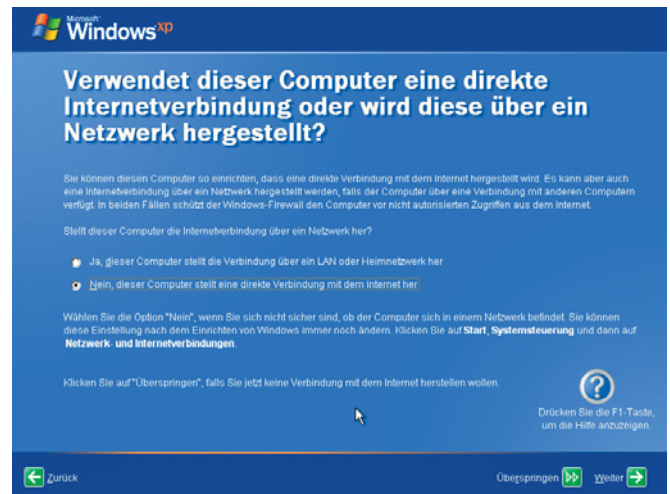 Microsoft
Windows xp
Verwendet dieser Computer eine direkte
Internetverbindung oder wird diese über ein
Netzwerk hergestellt?
Sie können diesen Computer so einrichten, dass eine direkte Verbindung mit dem Internet hergestellt wird. Es kann aber auch
eine Internetverbindung über ein Netzwerk hergestellt werden, falls der Computer über eine Verbindung mit anderen Computern
verfügt. In beiden Fällen schützt der Windows-Firewall den Computer vor nicht autorisierten Zugriffen aus dem Internet.
Stellt dieser Computer die Internetverbindung über ein Netzwerk her?
Ja, dieser Computer stellt die Verbindung über ein LAN oder Heimnetzwerk her
Nein, dieser Computer stellt eine direkte Verbindung mit dem Internet her
Wählen Sie die Option "Nein", wenn Sie sich nicht sicher sind, ob der Computer sich in einem Netzwerk befindet. Sie können
diese Einstellung nach dem Einrichten von Windows immer noch ändern. Klicken Sie auf Start, Systemsteuerung und dann auf
Netzwerk- und Internetverbindungen.
Klicken Sie auf "Überspringen", falls Sie jetzt keine Verbindung mit dem Internet herstellen wollen.
?
Drücken Sie die F1-Taste,
um die Hilfe anzuzeigen.
Zurück
Überspringen
Weiter